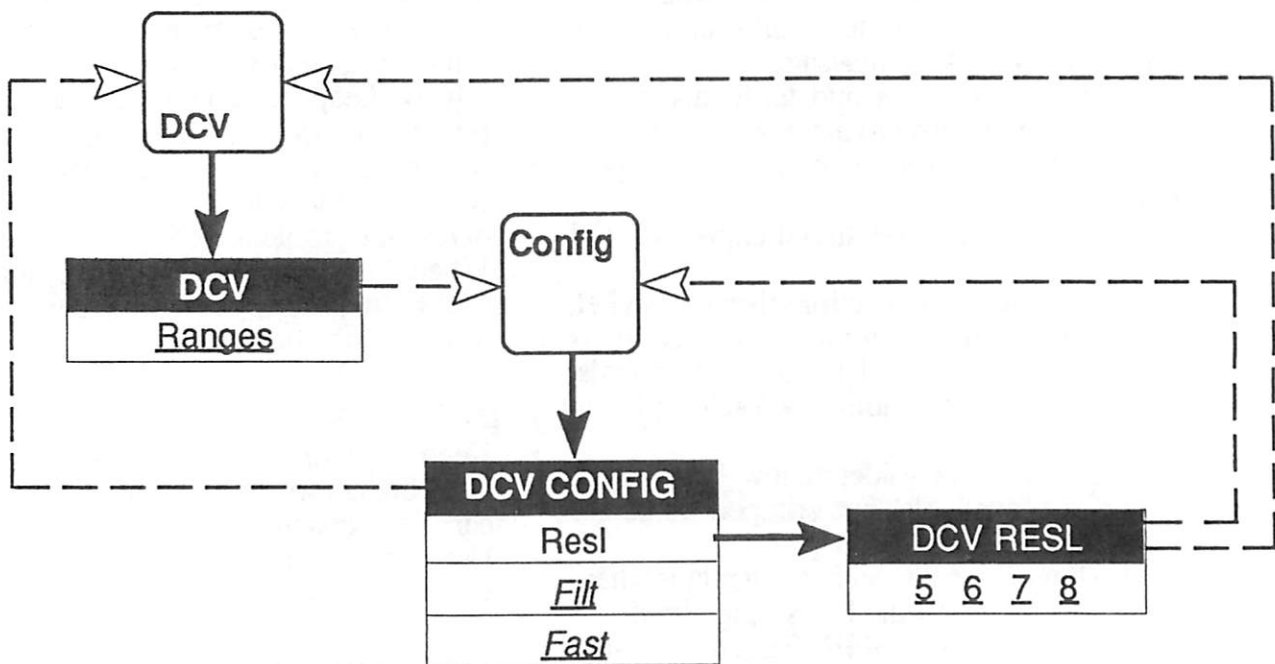 DCV
DCV
Ranges
Config
DCV CONFIG
Resl
Filt
Fast
DCV RESL
5 6 7 8